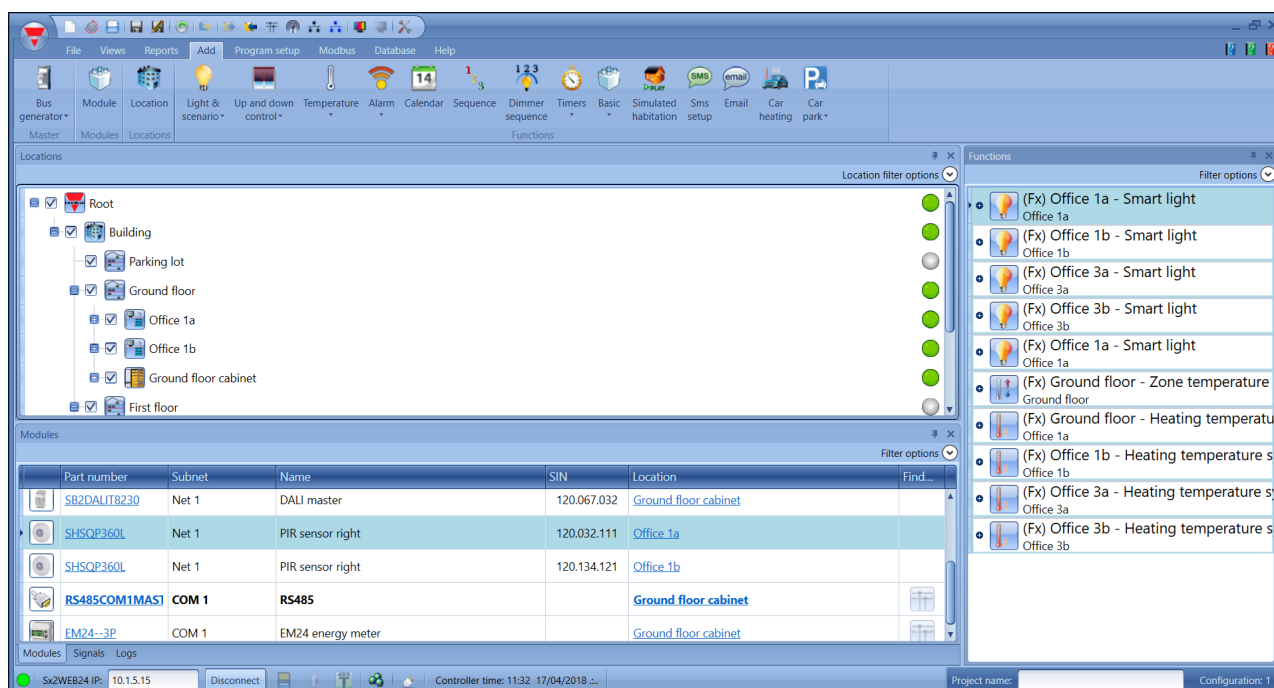 File Views Reports Add Program setup Modbus Database Help
14 1 3 1 2 3 PLAY SMS email P
Bus generator Module Location Light & scenario Up and down control Temperature Alarm Calendar Sequence Dimmer sequence Timers Basic Simulated habitation Sms setup Email Car heating Car park
Master Modules Locations Functions
Locations
Location filter options
Root
Building
Parking lot
Ground floor
Office 1a
Office 1b
Ground floor cabinet
First floor
Modules
Filter options
Part number Subnet Name SIN Location Find...
SB2DALIT8230 Net 1 DALI master 120.067.032 Ground floor cabinet
SHSQP360L Net 1 PIR sensor right 120.032.111 Office 1a
SHSQP360L Net 1 PIR sensor right 120.134.121 Office 1b
RS485COM1MAST COM 1 RS485 Ground floor cabinet
EM24--3P COM 1 EM24 energy meter Ground floor cabinet
Modules Signals Logs
Functions
Filter options
(Fx) Office 1a - Smart light
Office 1a
(Fx) Office 1b - Smart light
Office 1b
(Fx) Office 3a - Smart light
Office 3a
(Fx) Office 3b - Smart light
Office 3b
(Fx) Office 1a - Smart light
Office 1a
(Fx) Ground floor - Zone temperature
Ground floor
(Fx) Ground floor - Heating temperatu
Office 1a
(Fx) Office 1b - Heating temperature s
Office 1b
(Fx) Office 3a - Heating temperature sy
Office 3a
(Fx) Office 3b - Heating temperature s
Office 3b
Sx2WEB24 IP: 10.1.5.15 Disconnect 485 Controller time: 11:32 17/04/2018 .:. Project name: Configuration: 1